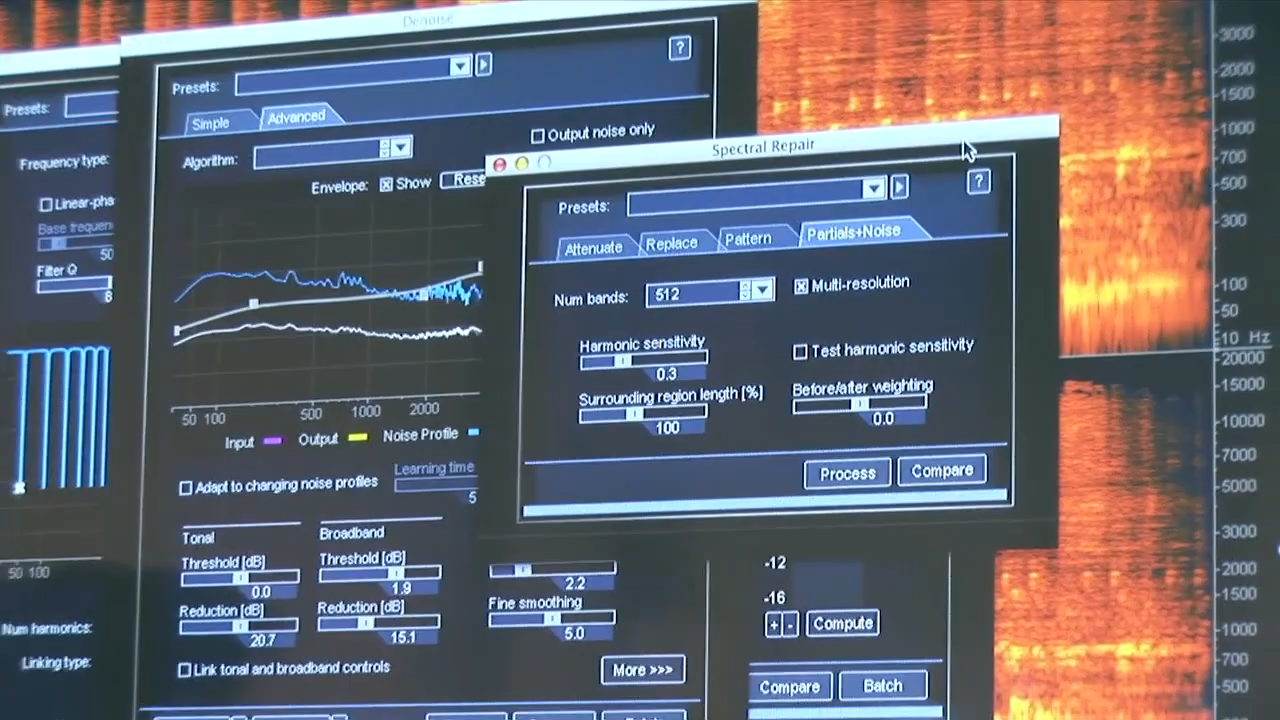 Denoise
Presets:
?
Simple
Advanced
Output noise only
Algorithm:
Envelope:
Show
Rese
50
100
500
1000
2000
Input
Output
Noise Profile
Adapt to changing noise profiles
Learning time
5
Tonal
Broadband
Threshold [dB]
0.0
Threshold [dB]
1.9
2.2
Reduction [dB]
20.7
Reduction [dB]
15.1
Fine smoothing
5.0
Link tonal and broadband controls
More >>>
Presets:
Frequency type:
Linear-pha
Base frequen
50
Filter Q
8
50
100
Num harmonics:
Linking type:
Spectral Repair
Presets:
?
Attenuate
Replace
Pattern
Partials+Noise
Num bands:
512
Multi-resolution
Harmonic sensitivity
0.3
Test harmonic sensitivity
Surrounding region length [%]
100
Before/after weighting
0.0
Process
Compare
-12
-16
+
-
Compute
Compare
Batch
3000
2000
1500
1000
700
500
300
100
50
10 Hz
20000
15000
10000
7000
5000
3000
2000
1500
1000
700
500